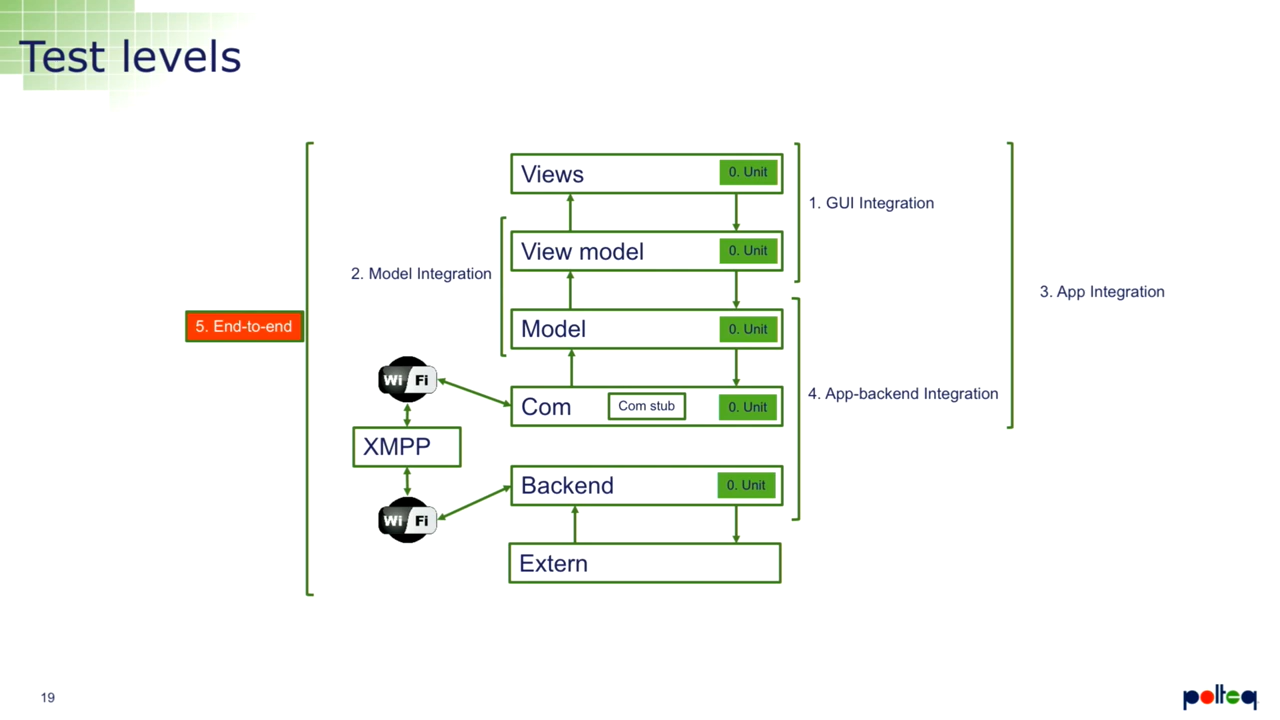 Test levels
Views
0. Unit
1. GUI Integration
View model
0. Unit
2. Model Integration
3. App Integration
5. End-to-end
Model
0. Unit
Wi Fi
4. App-backend Integration
Com
Com stub
0. Unit
XMPP
Backend
0. Unit
Wi Fi
Extern
19
polteq